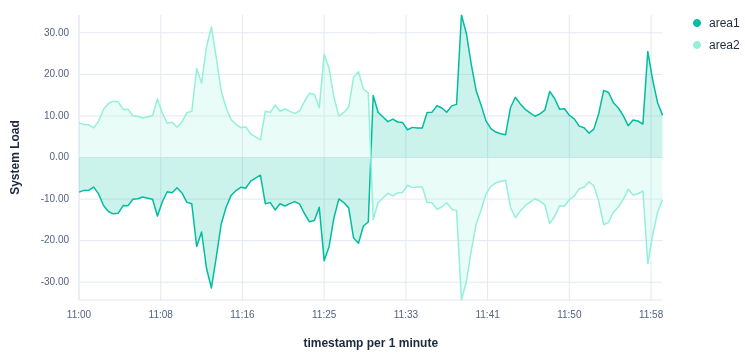 area1
area2
30.00
20.00
10.00
0.00
-10.00
-20.00
-30.00
System Load
11:00 11:08 11:16 11:25 11:33 11:41 11:50 11:58
timestamp per 1 minute